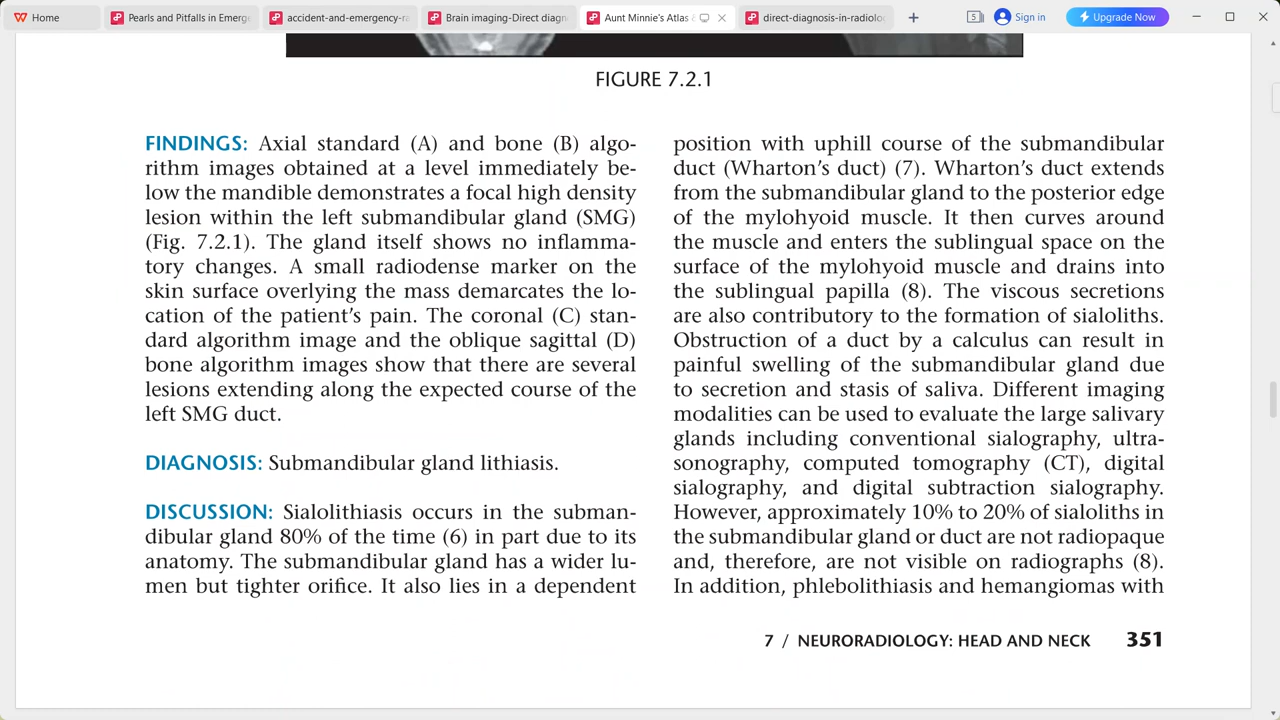 Home
Pearls and Pitfalls in Emerg
accident-and-emergency-ra
Brain imaging-Direct diagn
Aunt Minnie's Atlas &
direct-diagnosis-in-radiolo
5
Sign in
Upgrade Now
FIGURE 7.2.1
FINDINGS: Axial standard (A) and bone (B) algo-
rithm images obtained at a level immediately be-
low the mandible demonstrates a focal high density
lesion within the left submandibular gland (SMG)
(Fig. 7.2.1). The gland itself shows no inflamma-
tory changes. A small radiodense marker on the
skin surface overlying the mass demarcates the lo-
cation of the patient's pain. The coronal (C) stan-
dard algorithm image and the oblique sagittal (D)
bone algorithm images show that there are several
lesions extending along the expected course of the
left SMG duct.
DIAGNOSIS: Submandibular gland lithiasis.
DISCUSSION: Sialolithiasis occurs in the subman-
dibular gland 80% of the time (6) in part due to its
anatomy. The submandibular gland has a wider lu-
men but tighter orifice. It also lies in a dependent
position with uphill course of the submandibular
duct (Wharton's duct) (7). Wharton's duct extends
from the submandibular gland to the posterior edge
of the mylohyoid muscle. It then curves around
the muscle and enters the sublingual space on the
surface of the mylohyoid muscle and drains into
the sublingual papilla (8). The viscous secretions
are also contributory to the formation of sialoliths.
Obstruction of a duct by a calculus can result in
painful swelling of the submandibular gland due
to secretion and stasis of saliva. Different imaging
modalities can be used to evaluate the large salivary
glands including conventional sialography, ultra-
sonography, computed tomography (CT), digital
sialography, and digital subtraction sialography.
However, approximately 10% to 20% of sialoliths in
the submandibular gland or duct are not radiopaque
and, therefore, are not visible on radiographs (8).
In addition, phlebolithiasis and hemangiomas with
7 / NEURORADIOLOGY: HEAD AND NECK 351